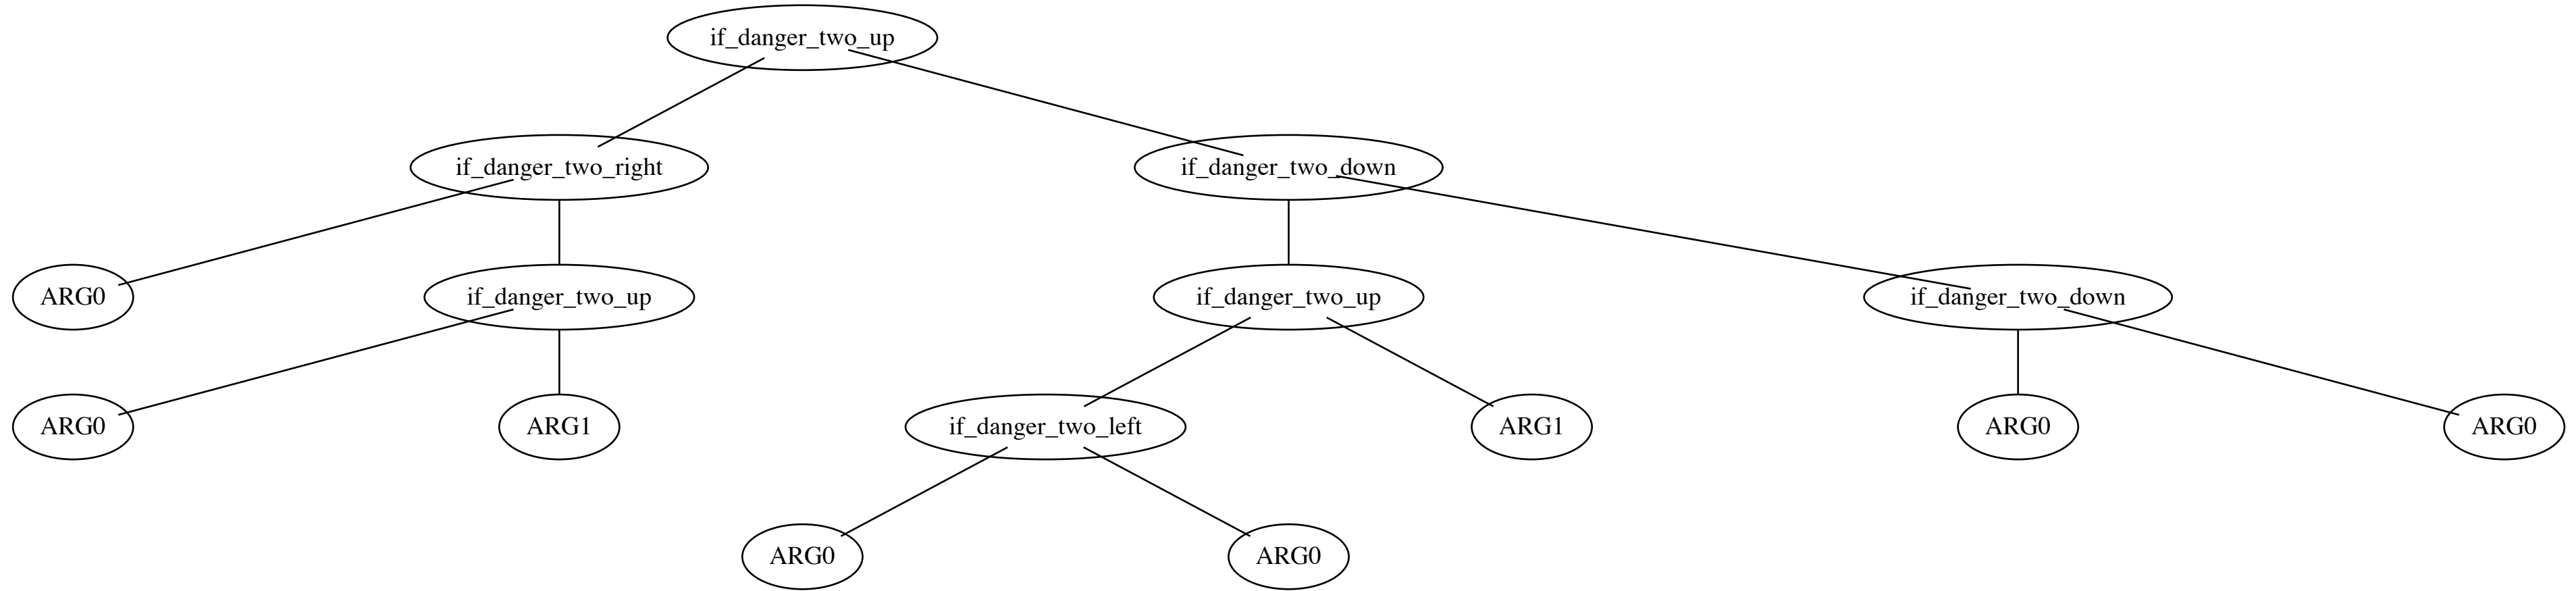 if_danger_two_up
if_danger_two_right
if_danger_two_down
ARG0
if_danger_two_up
if_danger_two_up
if_danger_two_down
ARG0
ARG1
if_danger_two_left
ARG1
ARG0
ARG0
ARG0
ARG0